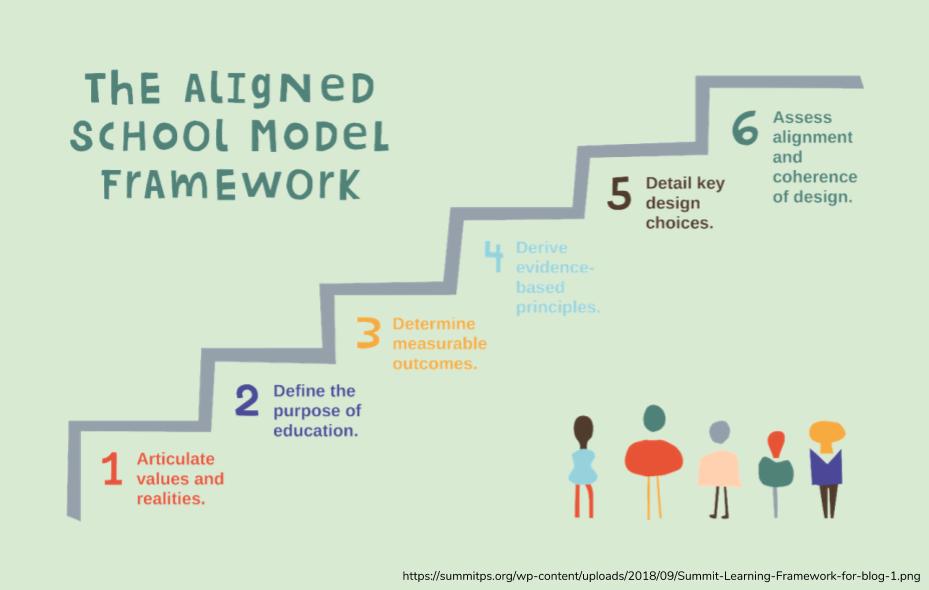 ThE AlIgneD
SCHOOL MoDeL
FrAmEWOrK
1 Articulate
values and
realities.
2 Define the
purpose of
education.
3 Determine
measurable
outcomes.
4 Derive
evidence-
based
principles.
5 Detail key
design
choices.
6 Assess
alignment
and
coherence
of design.
https://summitps.org/wp-content/uploads/2018/09/Summit-Learning-Framework-for-blog-1.png